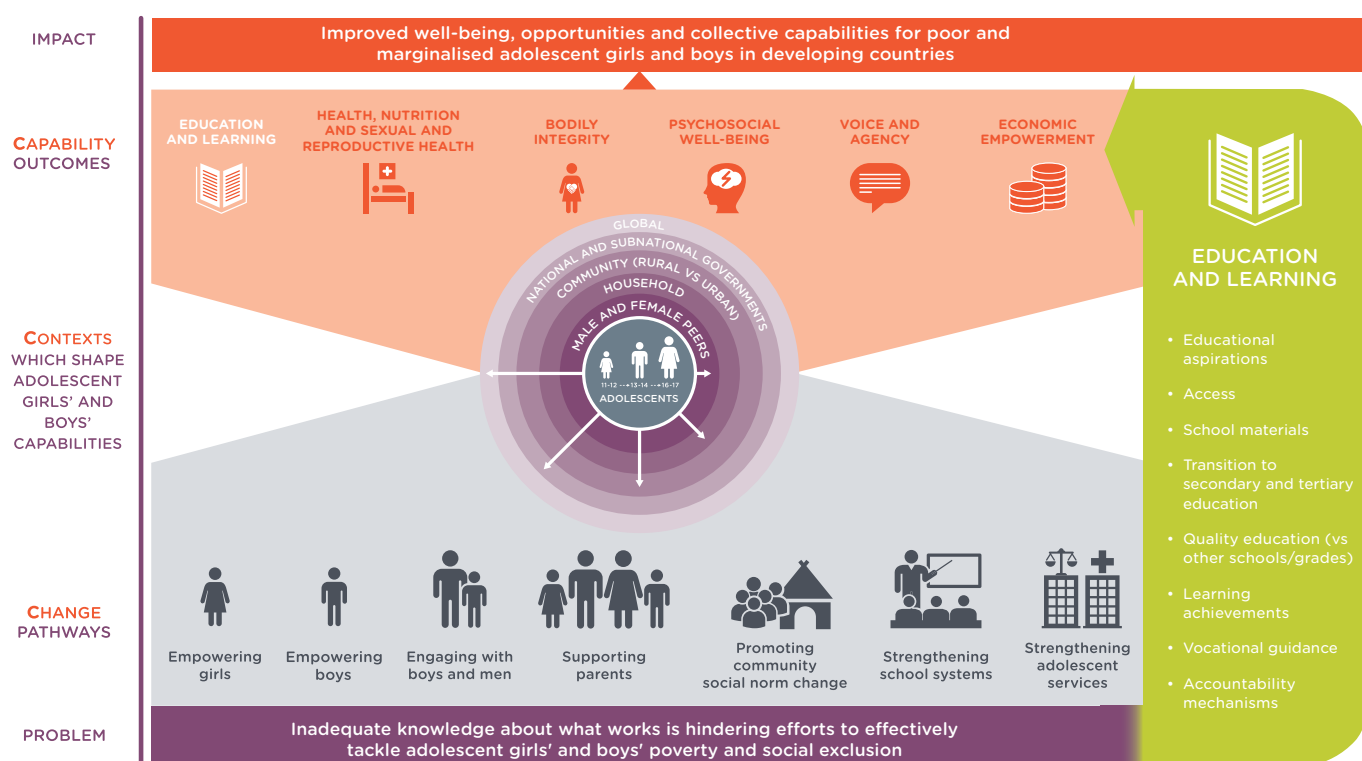 IMPACT
Improved well-being, opportunities and collective capabilities for poor and
marginalised adolescent girls and boys in developing countries
CAPABILITY
OUTCOMES
EDUCATION
AND LEARNING
HEALTH, NUTRITION
AND SEXUAL AND
REPRODUCTIVE HEALTH
BODILY
INTEGRITY
PSYCHOSOCIAL
WELL-BEING
VOICE AND
AGENCY
ECONOMIC
EMPOWERMENT
CONTEXTS
WHICH SHAPE
ADOLESCENT
GIRLS' AND
BOYS'
CAPABILITIES
GLOBAL
NATIONAL AND SUBNATIONAL GOVERNMENTS
COMMUNITY (RURAL VS URBAN)
HOUSEHOLD
MALE AND FEMALE PEERS
11-12 --→ 13-14 --→ 16-17
ADOLESCENTS
CHANGE
PATHWAYS
Empowering
girls
Empowering
boys
Engaging with
boys and men
Supporting
parents
Promoting
community
social norm change
Strengthening
school systems
Strengthening
adolescent
services
PROBLEM
Inadequate knowledge about what works is hindering efforts to effectively
tackle adolescent girls' and boys' poverty and social exclusion
EDUCATION
AND LEARNING
• Educational
aspirations
• Access
• School materials
• Transition to
secondary and tertiary
education
• Quality education (vs
other schools/grades)
• Learning
achievements
• Vocational guidance
• Accountability
mechanisms